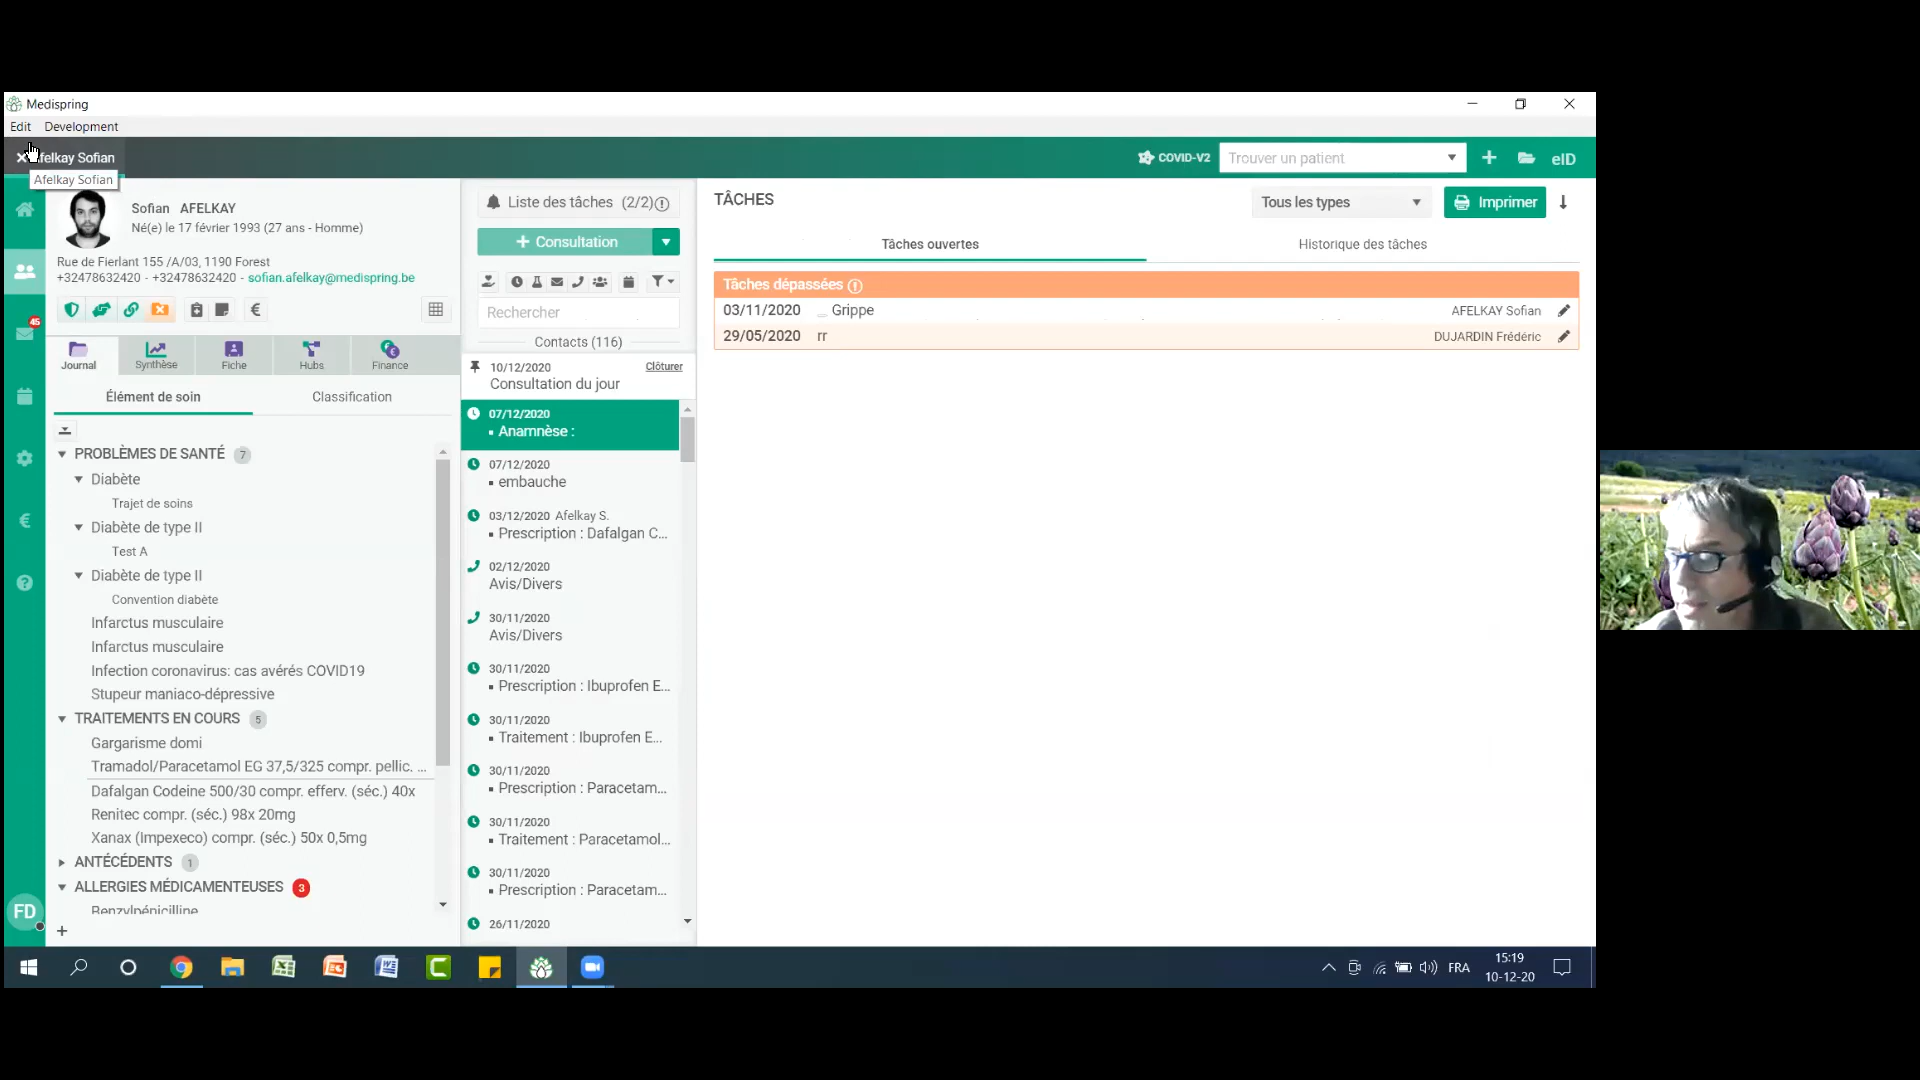 Medispring
Edit Development
felkay Sofian
Afelkay Sofian
COVID-V2
Trouver un patient
eID
Sofian AFELKAY
Né(e) le 17 février 1993 (27 ans - Homme)
Rue de Fierlant 155 /A/03, 1190 Forest
+32478632420 - +32478632420 - sofian.afelkay@medispring.be
45
Journal
Synthèse
Fiche
Hubs
Finance
Élément de soin
Classification
PROBLÈMES DE SANTÉ 7
Diabète
Trajet de soins
Diabète de type II
Test A
Diabète de type II
Convention diabète
Infarctus musculaire
Infarctus musculaire
Infection coronavirus: cas avérés COVID19
Stupeur maniaco-dépressive
TRAITEMENTS EN COURS 5
Gargarisme domi
Tramadol/Paracetamol EG 37,5/325 compr. pellic. ...
Dafalgan Codeine 500/30 compr. efferv. (séc.) 40x
Renitec compr. (séc.) 98x 20mg
Xanax (Impexeco) compr. (séc.) 50x 0,5mg
ANTÉCÉDENTS 1
ALLERGIES MÉDICAMENTEUSES 3
Benzylpénicilline
FD
+
Liste des tâches (2/2)
+ Consultation
Rechercher
Contacts (116)
10/12/2020 Clôturer
Consultation du jour
07/12/2020
Anamnèse :
07/12/2020
embauche
03/12/2020 Afelkay S.
Prescription : Dafalgan C...
02/12/2020
Avis/Divers
30/11/2020
Avis/Divers
30/11/2020
Prescription : Ibuprofen E...
30/11/2020
Traitement : Ibuprofen E...
30/11/2020
Prescription : Paracetam...
30/11/2020
Traitement : Paracetamol...
30/11/2020
Prescription : Paracetam...
26/11/2020
TÂCHES
Tous les types
Imprimer
Tâches ouvertes
Historique des tâches
Tâches dépassées
03/11/2020 Grippe AFELKAY Sofian
29/05/2020 rr DUJARDIN Frédéric
FRA
15:19
10-12-20